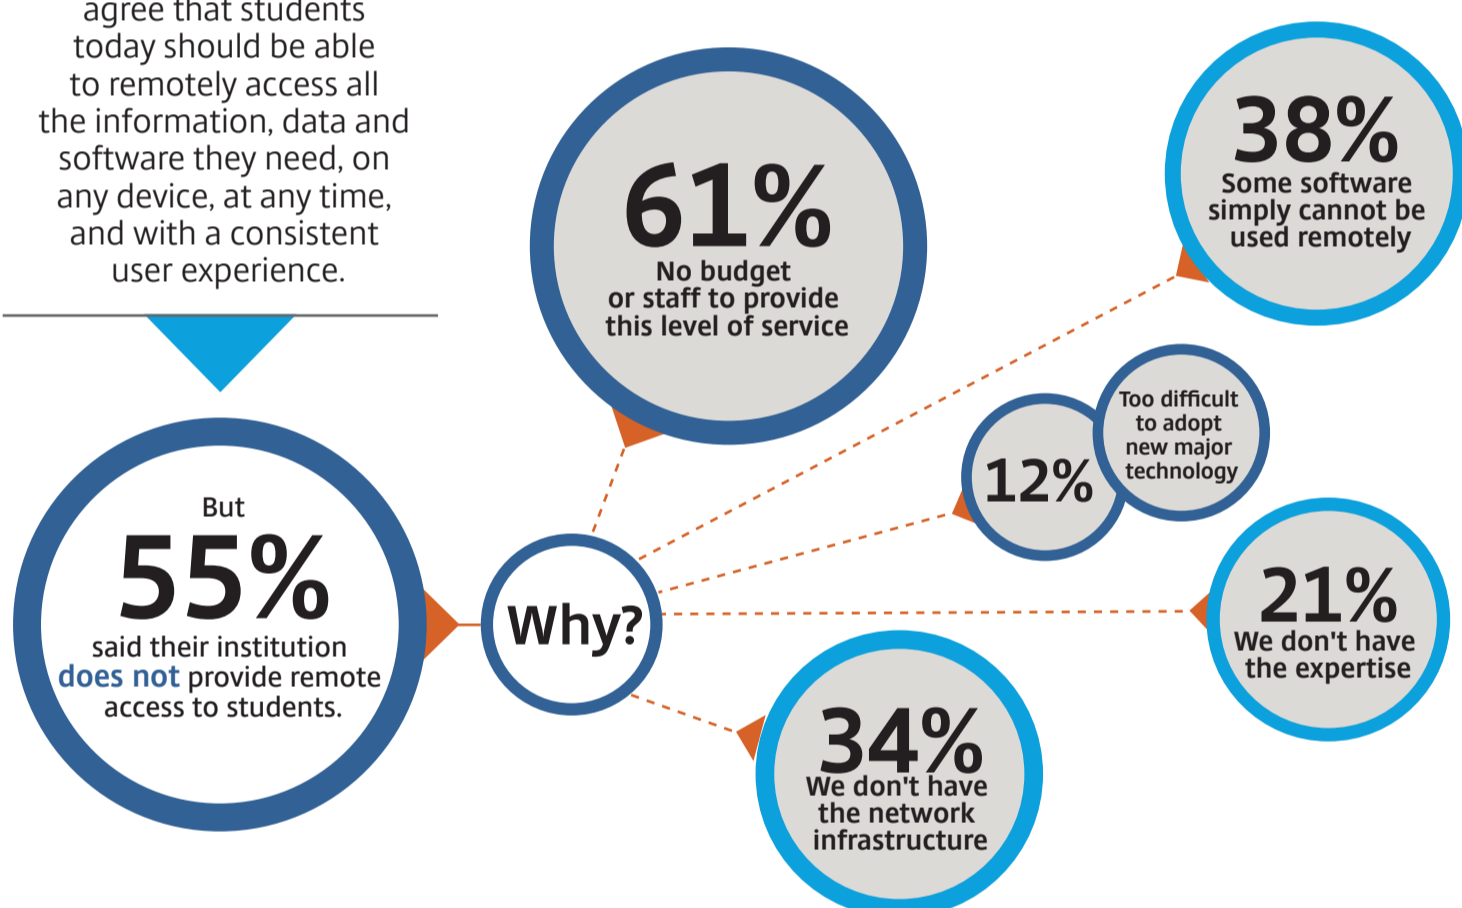 agree that students
today should be able
to remotely access all
the information, data and
software they need, on
any device, at any time,
and with a consistent
user experience.
But
55%
said their institution
does not provide remote
access to students.
Why?
61%
No budget
or staff to provide
this level of service
38%
Some software
simply cannot be
used remotely
12%
Too difficult
to adopt
new major
technology
21%
We don't have
the expertise
34%
We don't have
the network
infrastructure